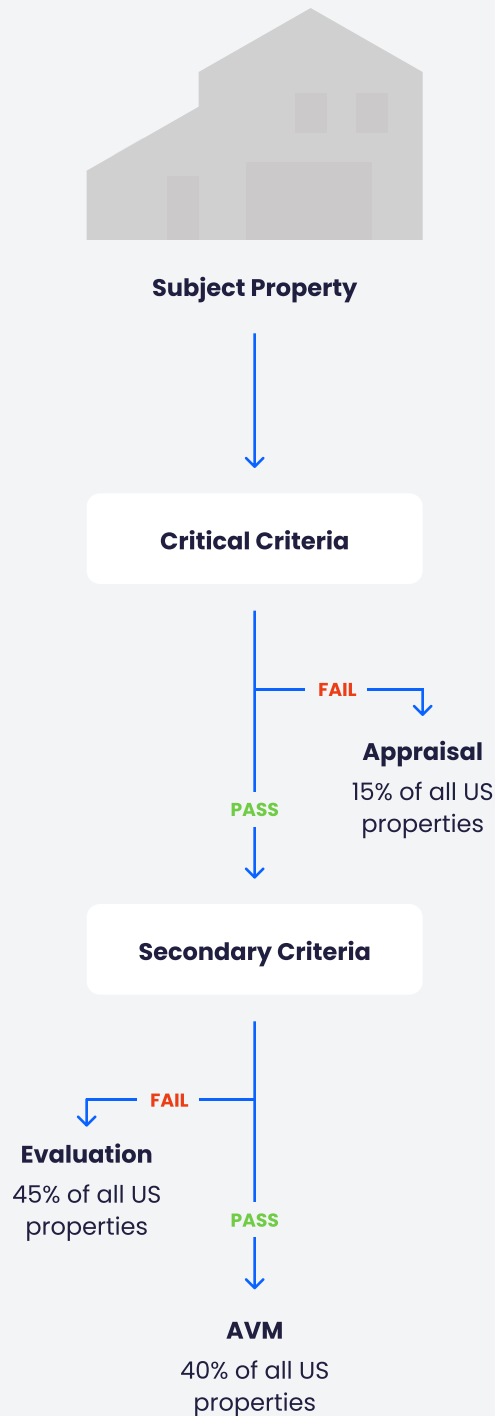 Subject Property
Critical Criteria
FAIL
Appraisal
15% of all US
properties
PASS
Secondary Criteria
FAIL
Evaluation
45% of all US
properties
PASS
AVM
40% of all US
properties